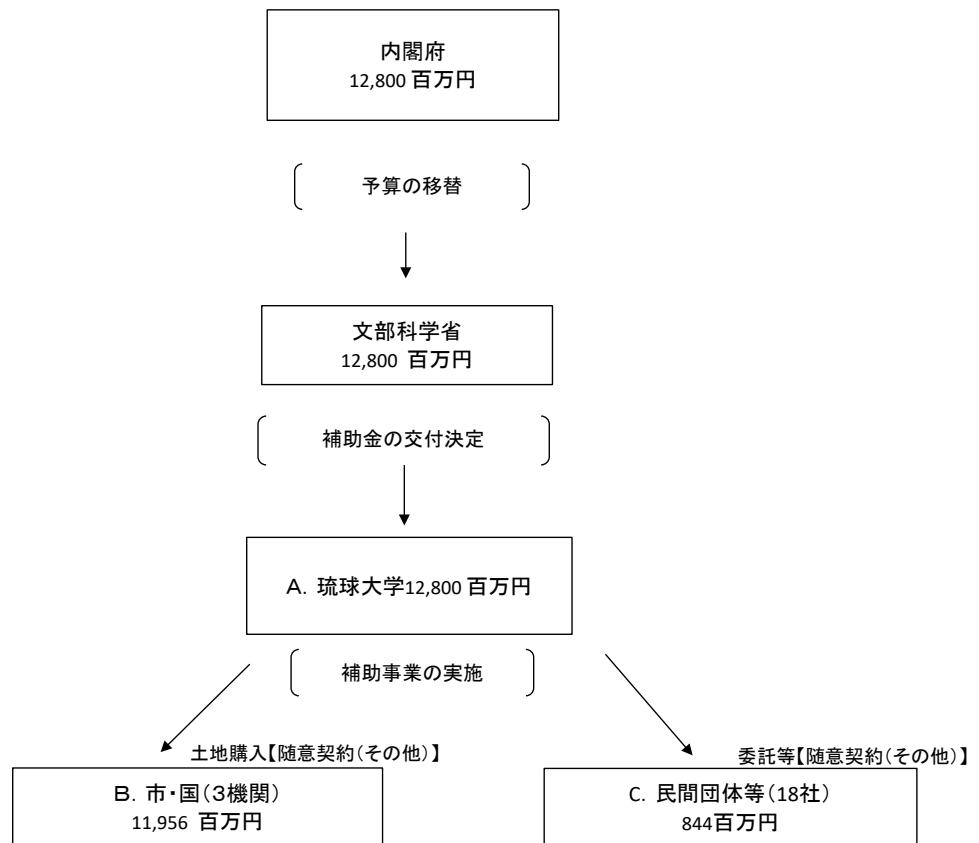 内閣府
12,800 百万円
予算の移替
文部科学省
12,800 百万円
補助金の交付決定
A. 琉球大学12,800 百万円
補助事業の実施
土地購入【随意契約(その他)】
B. 市・国(3機関)
11,956 百万円
委託等【随意契約(その他)】
C. 民間団体等(18社)
844百万円